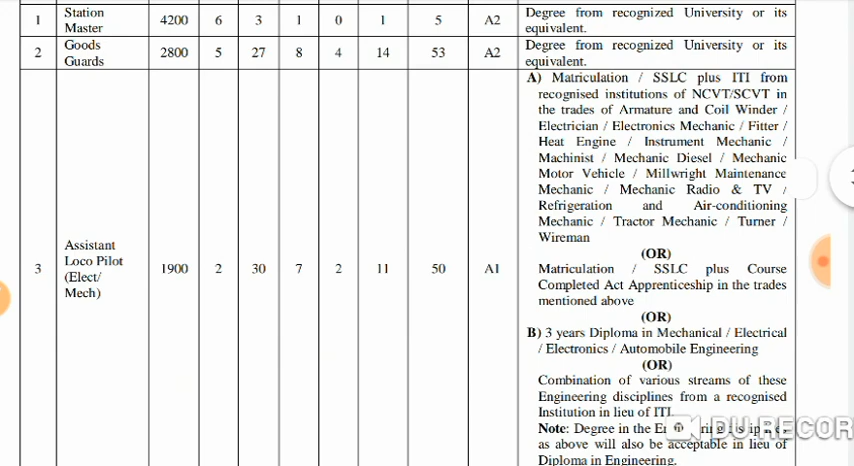 1 Station Master 4200 6 3 1 0 1 5 A2 Degree from recognized University or its
equivalent.
2 Goods Guards 2800 5 27 8 4 14 53 A2 Degree from recognized University or its
equivalent.
3 Assistant Loco Pilot (Elect/ Mech) 1900 2 30 7 2 11 50 A1
A) Matriculation / SSLC plus ITI from
recognised institutions of NCVT/SCVT in
the trades of Armature and Coil Winder /
Electrician / Electronics Mechanic / Fitter /
Heat Engine / Instrument Mechanic /
Machinist / Mechanic Diesel / Mechanic
Motor Vehicle / Millwright Maintenance
Mechanic / Mechanic Radio & TV /
Refrigeration and Air-conditioning
Mechanic / Tractor Mechanic / Turner /
Wireman
(OR)
Matriculation / SSLC plus Course
Completed Act Apprenticeship in the trades
mentioned above
(OR)
B) 3 years Diploma in Mechanical / Electrical
/ Electronics / Automobile Engineering
(OR)
Combination of various streams of these
Engineering disciplines from a recognised
Institution in lieu of ITI.
Note: Degree in the
as above will also be acceptable in lieu of
Diploma in Engineering.
DU RECOR